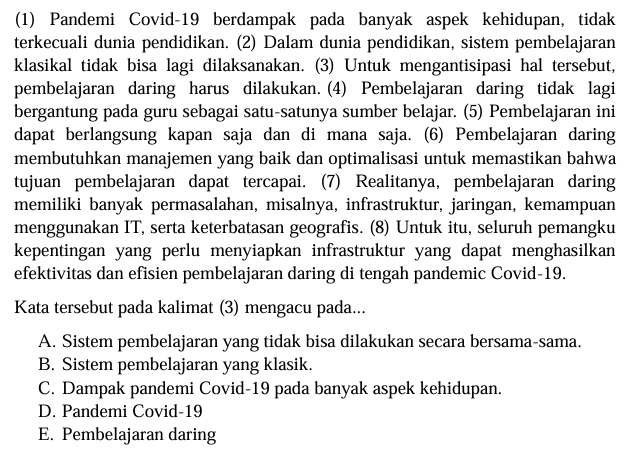 (1) Pandemi Covid-19 berdampak pada banyak aspek kehidupan, tidak
terkecuali dunia pendidikan. (2) Dalam dunia pendidikan, sistem pembelajaran
klasikal tidak bisa lagi dilaksanakan. (3) Untuk mengantisipasi hal tersebut,
pembelajaran daring harus dilakukan. (4) Pembelajaran daring tidak lagi
bergantung pada guru sebagai satu-satunya sumber belajar. (5) Pembelajaran ini
dapat berlangsung kapan saja dan di mana saja. (6) Pembelajaran daring
membutuhkan manajemen yang baik dan optimalisasi untuk memastikan bahwa
tujuan pembelajaran dapat tercapai. (7) Realitanya, pembelajaran daring
memiliki banyak permasalahan, misalnya, infrastruktur, jaringan, kemampuan
menggunakan IT, serta keterbatasan geografis. (8) Untuk itu, seluruh pemangku
kepentingan yang perlu menyiapkan infrastruktur yang dapat menghasilkan
efektivitas dan efisien pembelajaran daring di tengah pandemic Covid-19.
Kata tersebut pada kalimat (3) mengacu pada...
A. Sistem pembelajaran yang tidak bisa dilakukan secara bersama-sama.
B. Sistem pembelajaran yang klasik.
C. Dampak pandemi Covid-19 pada banyak aspek kehidupan.
D. Pandemi Covid-19
E. Pembelajaran daring